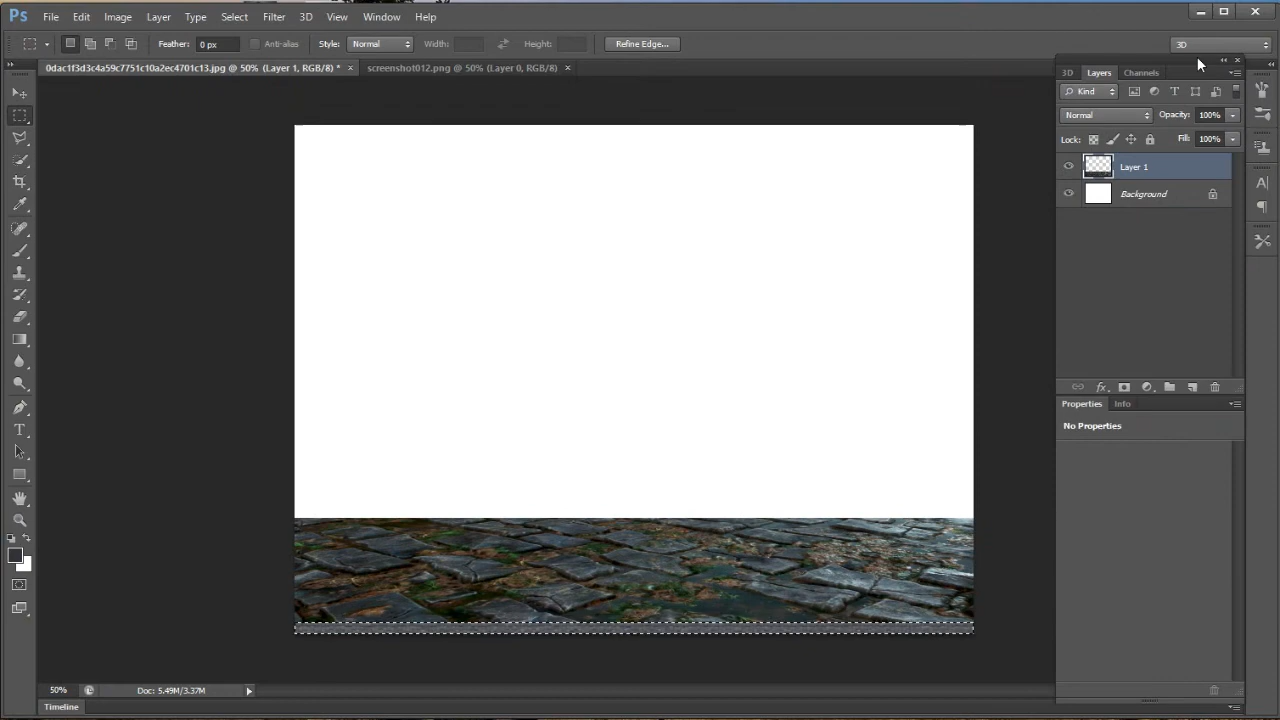 Ps File Edit Image Layer Type Select Filter 3D View Window Help
Feather: 0 px Anti-alias Style: Normal Width: Height: Refine Edge... 3D
0dac1f3d3c4a59c7751c10a2ec4701c13.jpg @ 50% (Layer 1, RGB/8) * × screenshot012.png @ 50% (Layer 0, RGB/8) ×
3D Layers Channels
Kind
Normal Opacity: 100%
Lock: Fill: 100%
Layer 1
Background
fx
Properties Info
No Properties
50% Doc: 5.49M/3.37M
Timeline